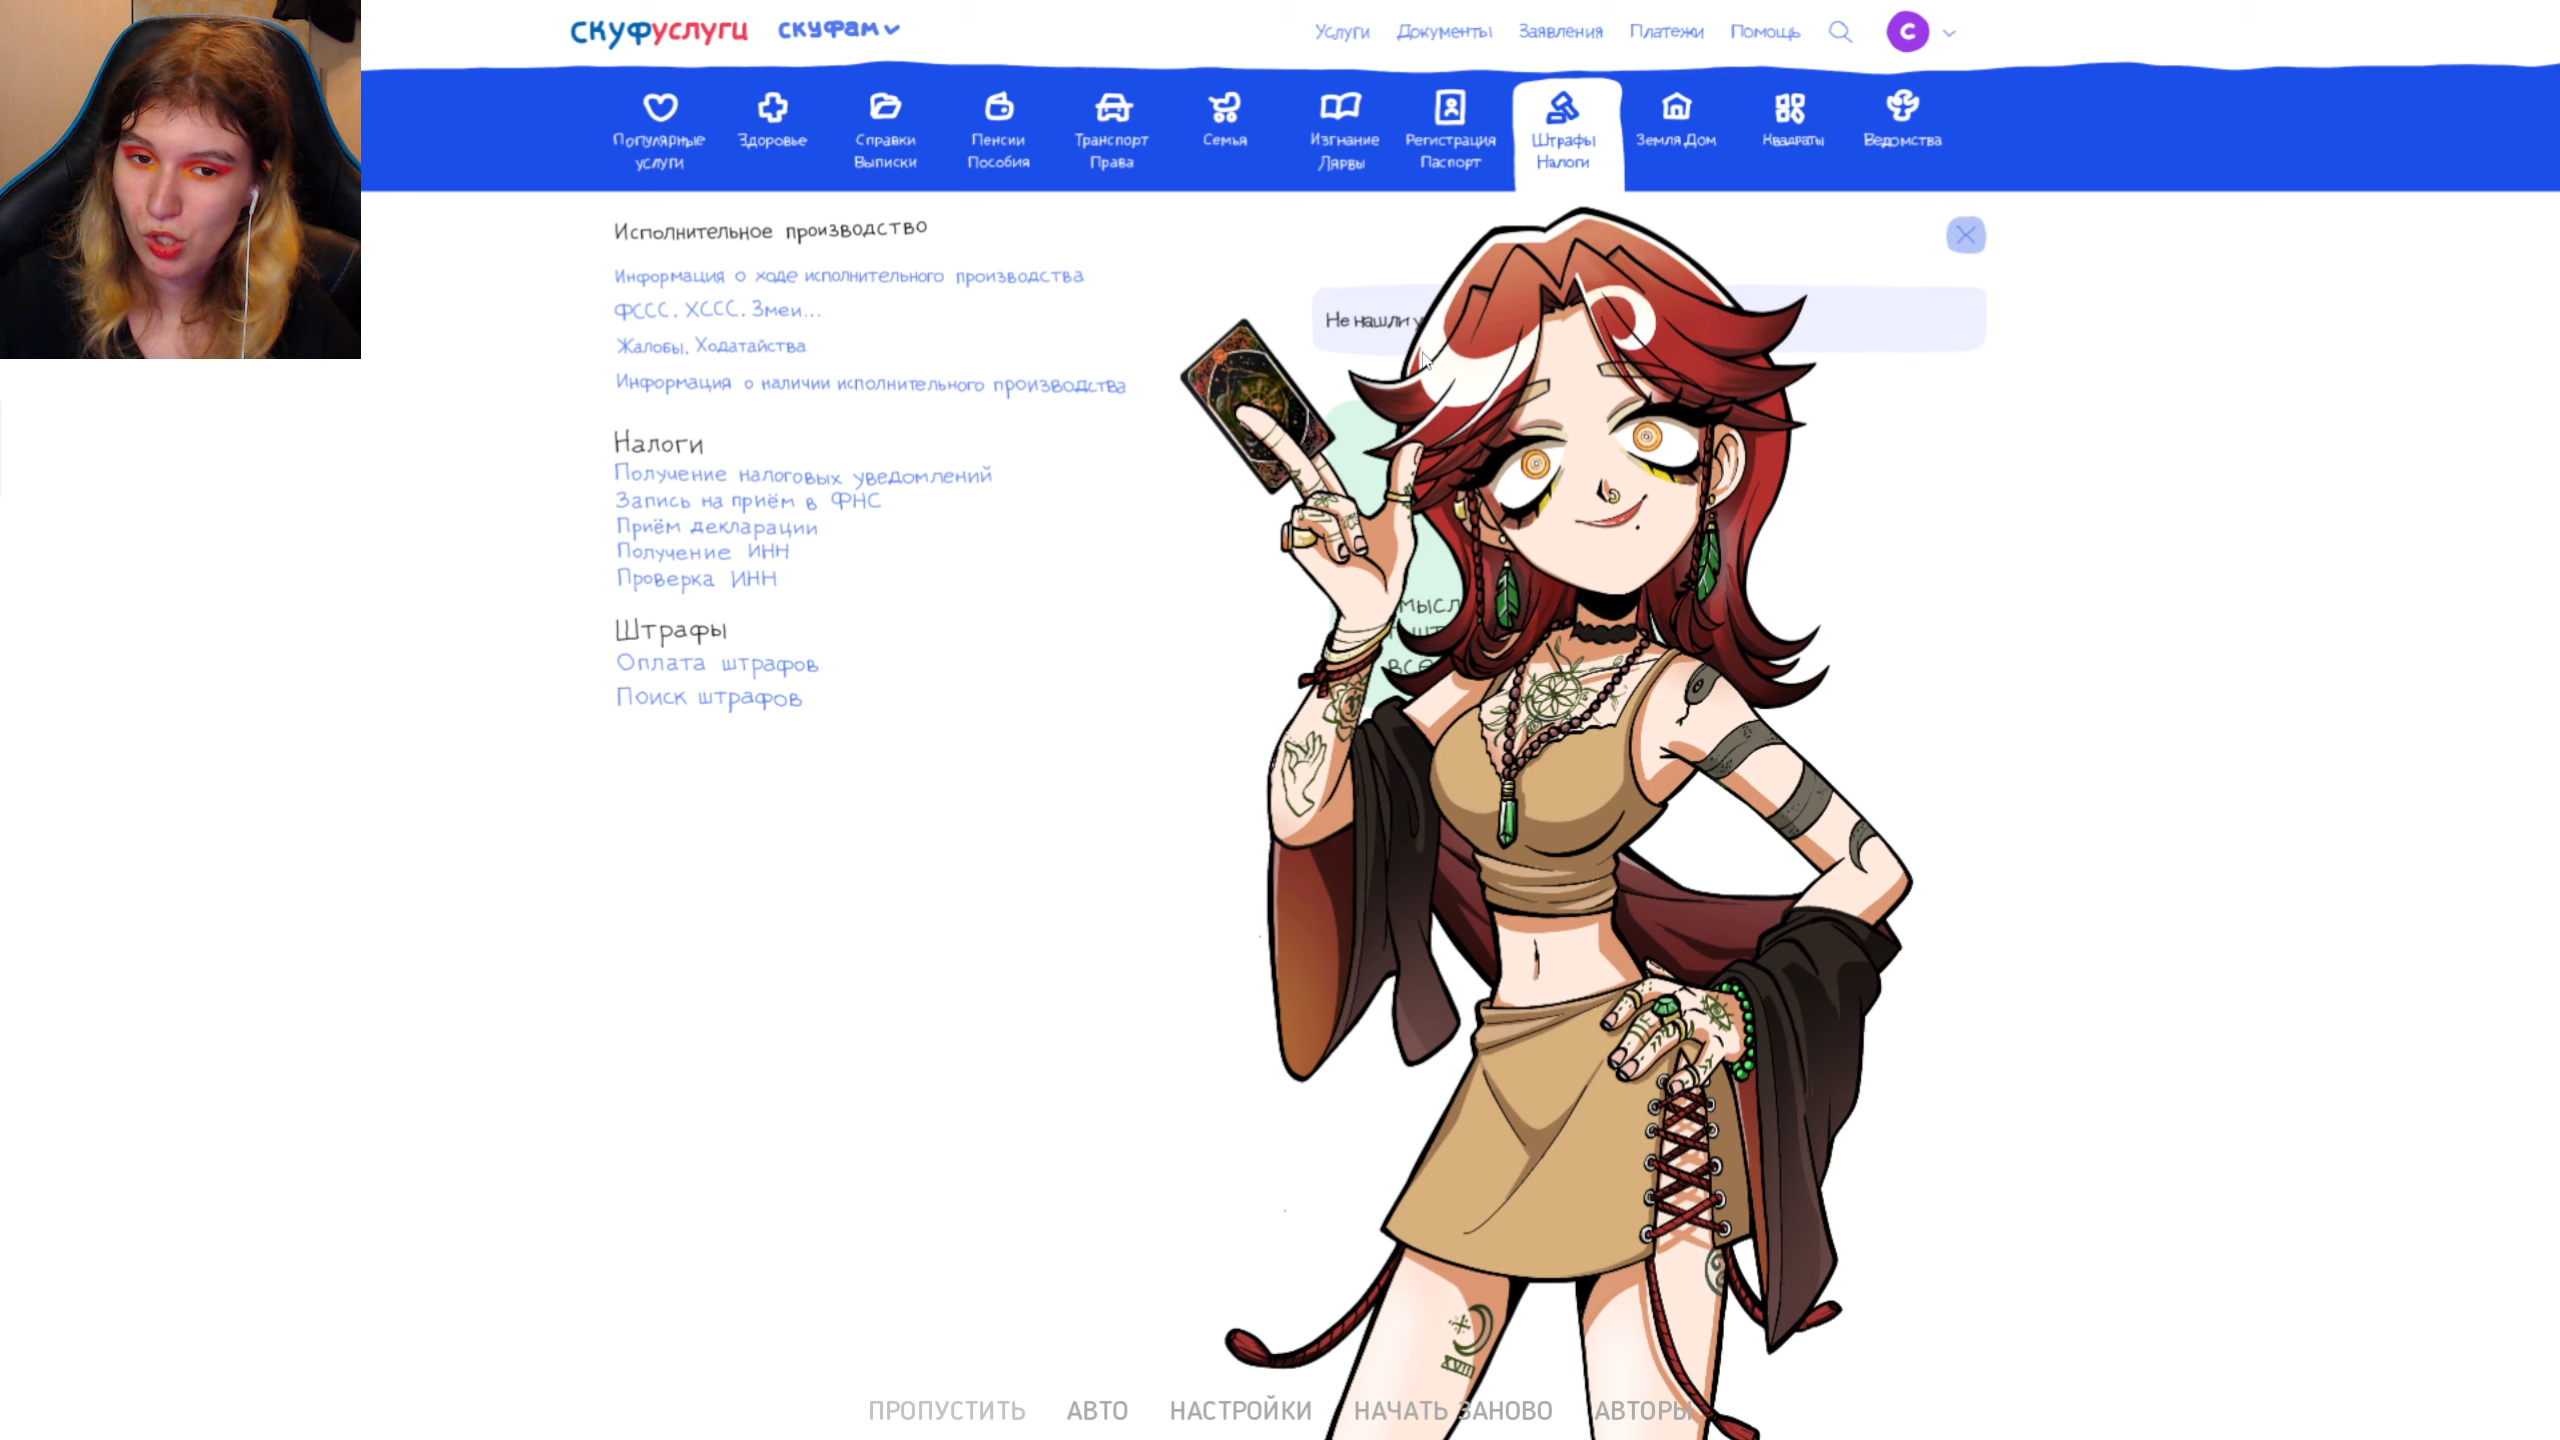 скуфуслуги скуфам
Услуги Документы Заявления Платежи Помощь С
Популярные услуги
Здоровье
Справки Выписки
Пенсии Пособия
Транспорт Права
Семья
Изгнание Лярвы
Регистрация Паспорт
Штрафы Налоги
Земля Дом
Квадраты
Ведомства
Исполнительное производство
Информация о ходе исполнительного производства
ФССС, ХССС, Змеи...
Жалобы, Ходатайства
Информация о наличии исполнительного производства
Не нашли
Налоги
Получение налоговых уведомлений
Запись на приём в ФНС
Приём декларации
Получение ИНН
Проверка ИНН
Штрафы
Оплата штрафов
Поиск штрафов
XVIII
ПРОПУСТИТЬ АВТО НАСТРОЙКИ НАЧАТЬ ЗАНОВО АВТОРЫ